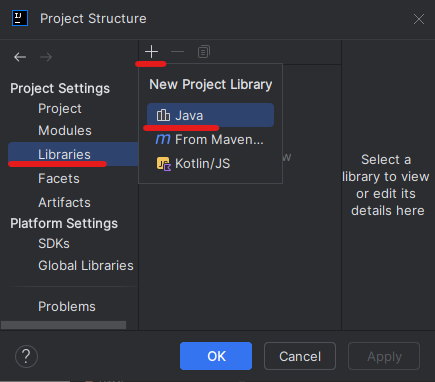 Project Structure
Project Settings
Project
Modules
Libraries
Facets
Artifacts
Platform Settings
SDKs
Global Libraries
Problems
New Project Library
Java
From Maven...
Kotlin/JS
Select a
library to view
or edit its
details here
?
OK
Cancel
Apply